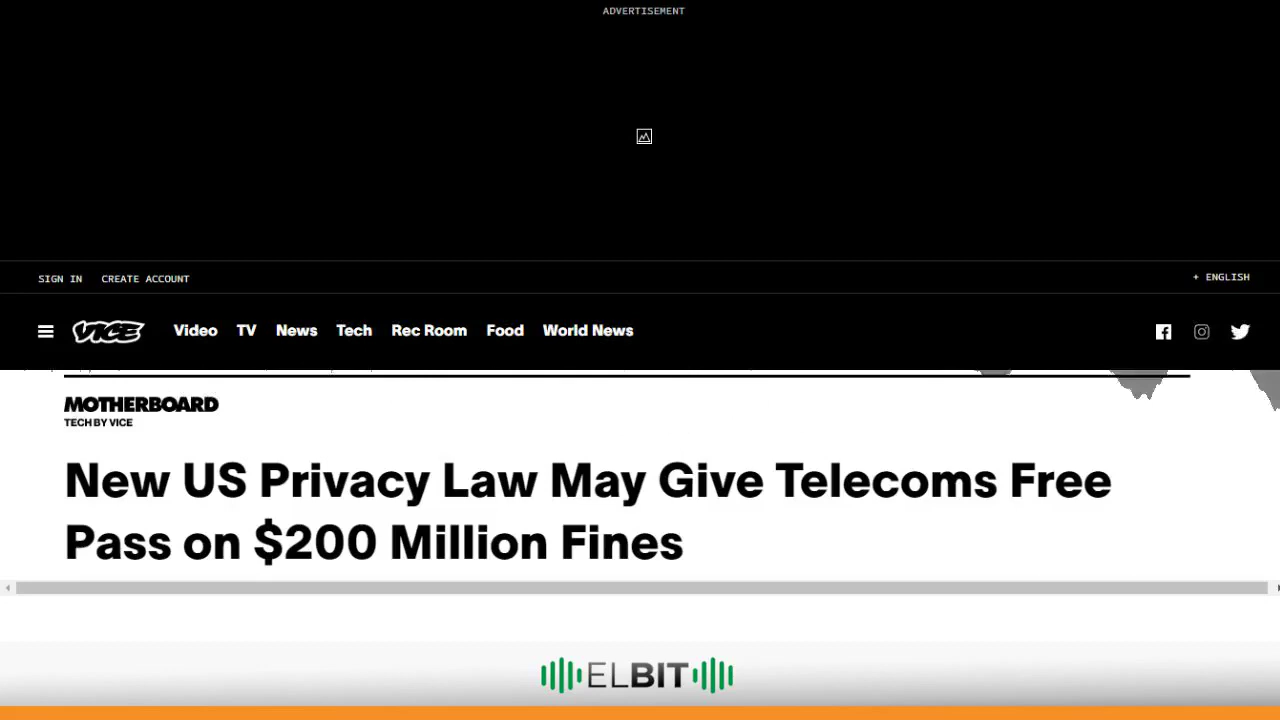 ADVERTISEMENT
SIGN IN CREATE ACCOUNT + ENGLISH
VICE Video TV News Tech Rec Room Food World News
MOTHERBOARD
TECH BY VICE
New US Privacy Law May Give Telecoms Free
Pass on $200 Million Fines
ELBIT